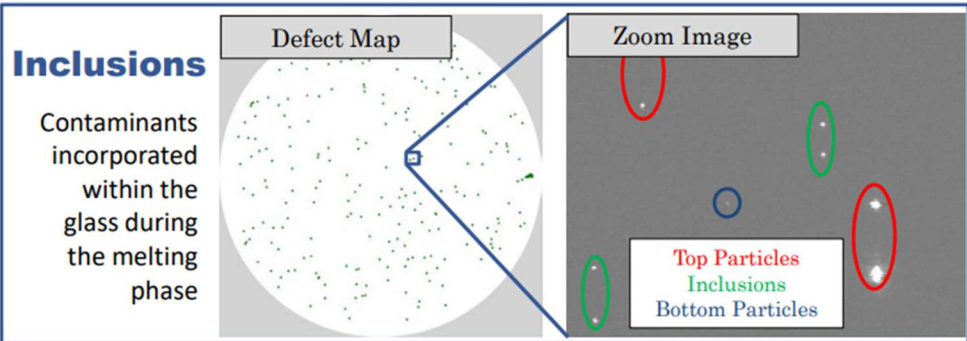 Inclusions
Contaminants
incorporated
within the
glass during
the melting
phase
Defect Map
Zoom Image
Top Particles
Inclusions
Bottom Particles